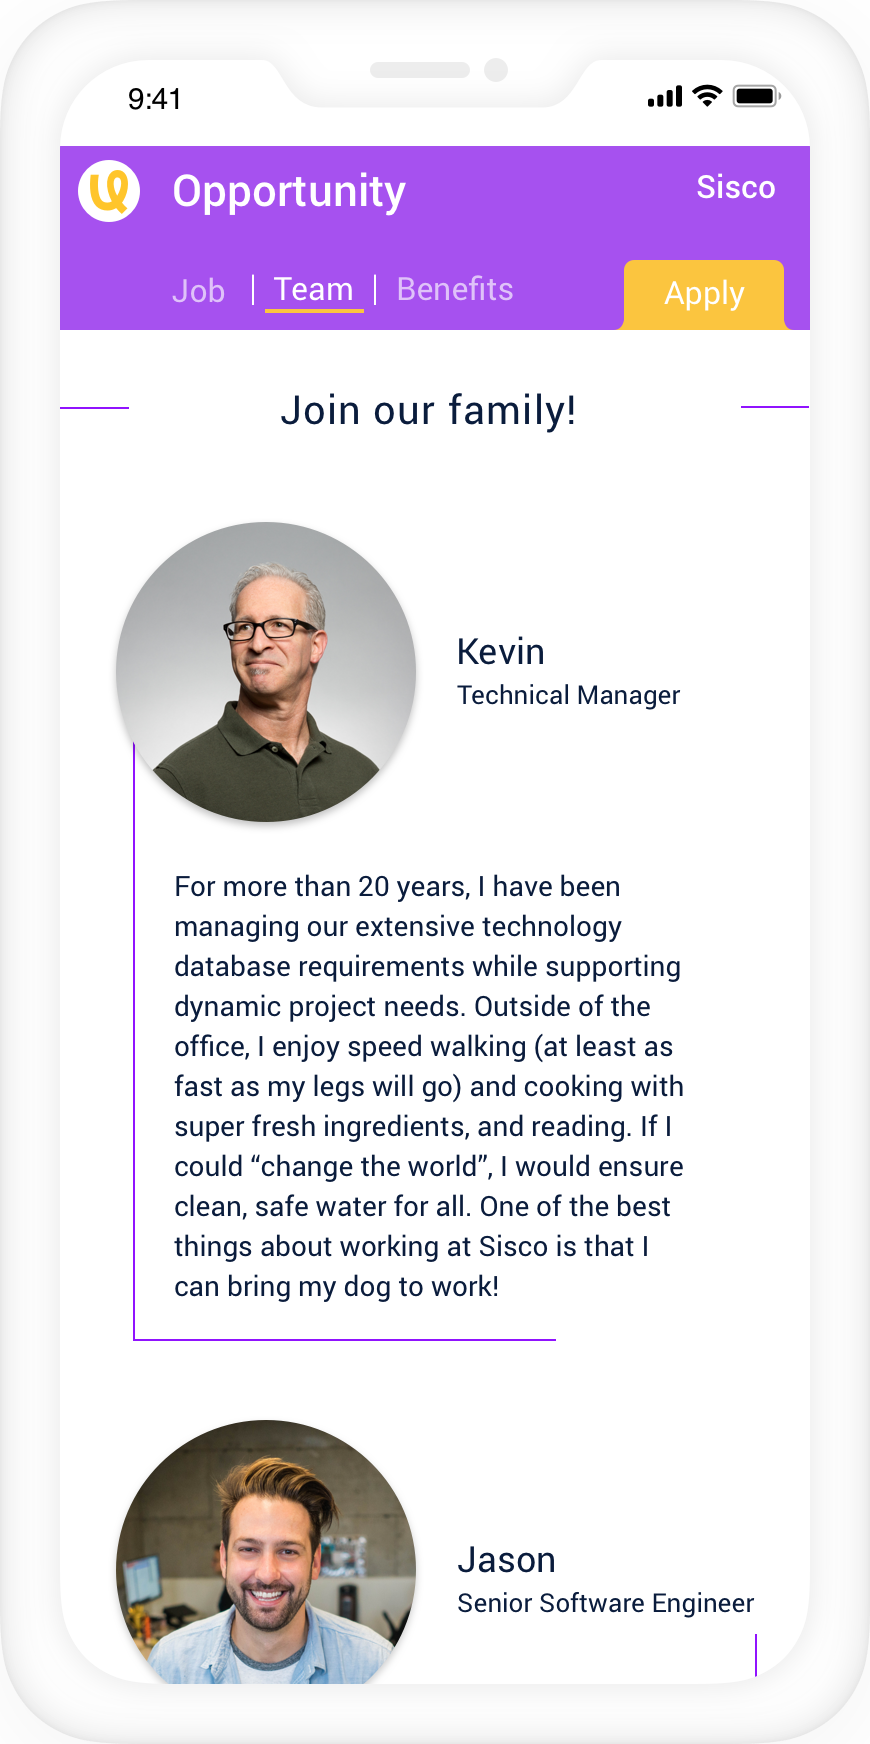 9:41
Opportunity
Sisco
Job
Team
Benefits
Apply
Join our family!
Kevin
Technical Manager
For more than 20 years, I have been
managing our extensive technology
database requirements while supporting
dynamic project needs. Outside of the
office, I enjoy speed walking (at least as
fast as my legs will go) and cooking with
super fresh ingredients, and reading. If I
could “change the world”, I would ensure
clean, safe water for all. One of the best
things about working at Sisco is that I
can bring my dog to work!
Jason
Senior Software Engineer